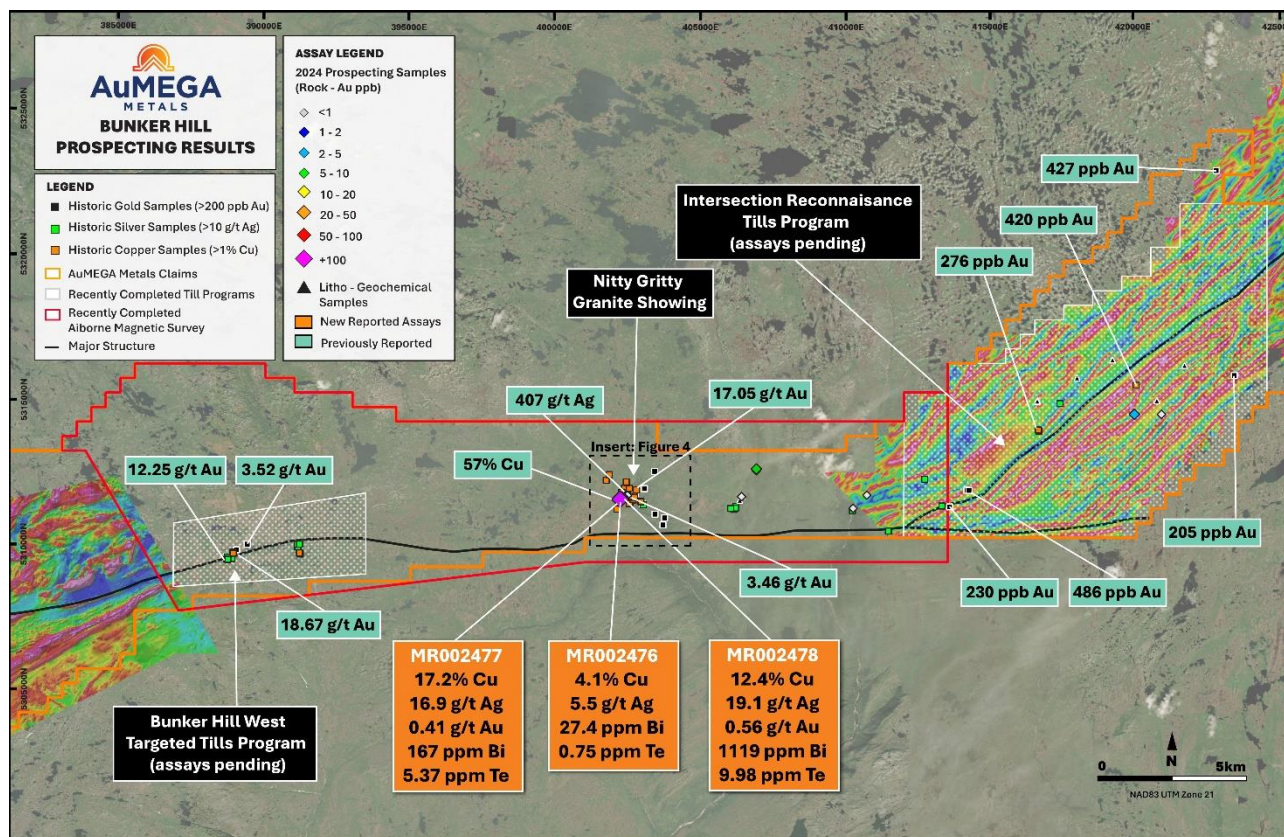 385000E
390000E
395000E
400000E
405000E
410000E
415000E
420000E
425000E
5325000N
5320000N
5315000N
5310000N
5305000N
AuMEGA
METALS
BUNKER HILL
PROSPECTING RESULTS
LEGEND
Historic Gold Samples (>200 ppb Au)
Historic Silver Samples (>10 g/t Ag)
Historic Copper Samples (>1% Cu)
AuMEGA Metals Claims
Recently Completed Till Programs
Recently Completed
Aiborne Magnetic Survey
Major Structure
ASSAY LEGEND
2024 Prospecting Samples
(Rock - Au ppb)
<1
1 - 2
2 - 5
5 - 10
10 - 20
20 - 50
50 - 100
+100
Litho - Geochemical
Samples
New Reported Assays
Previously Reported
Intersection Reconnaisance
Tills Program
(assays pending)
427 ppb Au
420 ppb Au
276 ppb Au
Nitty Gritty
Granite Showing
407 g/t Ag
17.05 g/t Au
Insert: Figure 4
57% Cu
12.25 g/t Au
3.52 g/t Au
18.67 g/t Au
3.46 g/t Au
230 ppb Au
486 ppb Au
205 ppb Au
Bunker Hill West
Targeted Tills Program
(assays pending)
MR002477
17.2% Cu
16.9 g/t Ag
0.41 g/t Au
167 ppm Bi
5.37 ppm Te
MR002476
4.1% Cu
5.5 g/t Ag
27.4 ppm Bi
0.75 ppm Te
MR002478
12.4% Cu
19.1 g/t Ag
0.56 g/t Au
1119 ppm Bi
9.98 ppm Te
N
0
5km
NAD83 UTM Zone 21